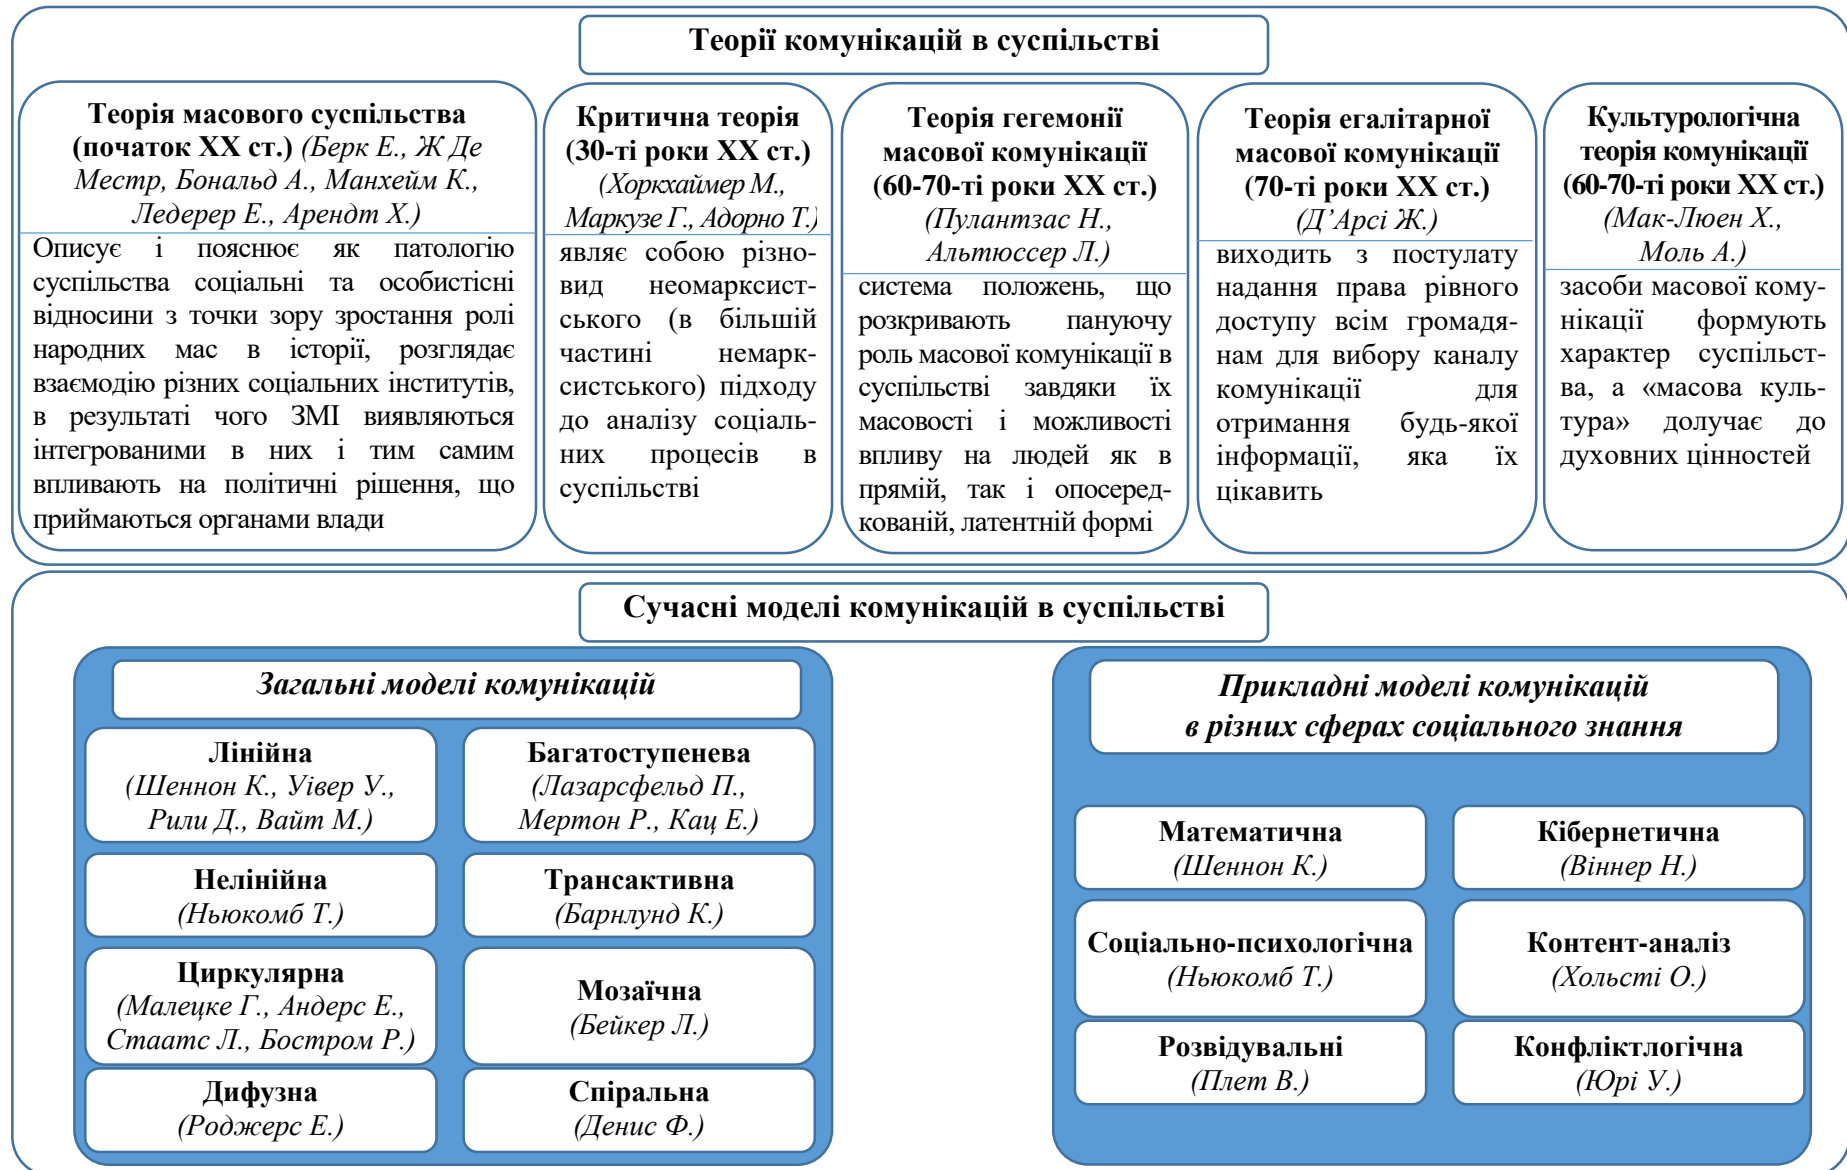 Теорії комунікацій в суспільстві
Теорія масового суспільства
(початок ХХ ст.) (Берк Е., Ж Де
Местр, Бональд А., Манхейм К.,
Ледерер Е., Арендт Х.)
Описує і пояснює як патологію
суспільства соціальні та особистісні
відносини з точки зору зростання ролі
народних мас в історії, розглядає
взаємодію різних соціальних інститутів,
в результаті чого ЗМІ виявляються
інтегрованими в них і тим самим
впливають на політичні рішення, що
приймаються органами влади
Критична теорія
(30-ті роки ХХ ст.)
(Хоркхаймер М.,
Маркузе Г., Адорно Т.)
являє собою різно-
вид неомарксист-
ського (в більшій
частині немарк-
систського) підходу
до аналізу соціаль-
них процесів в
суспільстві
Теорія гегемонії
масової комунікації
(60-70-ті роки ХХ ст.)
(Пулантзас Н.,
Альтюссер Л.)
система положень, що
розкривають пануючу
роль масової комунікації в
суспільстві завдяки їх
масовості і можливості
впливу на людей як в
прямій, так і опосеред-
кованій, латентній формі
Теорія егалітарної
масової комунікації
(70-ті роки ХХ ст.)
(Д’Арсі Ж.)
виходить з постулату
надання права рівного
доступу всім громадя-
нам для вибору каналу
комунікації для
отримання будь-якої
інформації, яка їх
цікавить
Культурологічна
теорія комунікації
(60-70-ті роки ХХ ст.)
(Мак-Люен Х.,
Моль А.)
засоби масової кому-
нікації формують
характер суспільст-
ва, а «масова куль-
тура» долучає до
духовних цінностей
Сучасні моделі комунікацій в суспільстві
Загальні моделі комунікацій
Лінійна
(Шеннон К., Уівер У.,
Рили Д., Вайт М.)
Багатоступенева
(Лазарсфельд П.,
Мертон Р., Кац Е.)
Нелінійна
(Ньюкомб Т.)
Трансактивна
(Барнлунд К.)
Циркулярна
(Малецке Г., Андерс Е.,
Стаатс Л., Бостром Р.)
Мозаїчна
(Бейкер Л.)
Дифузна
(Роджерс Е.)
Спіральна
(Денис Ф.)
Прикладні моделі комунікацій
в різних сферах соціального знання
Математична
(Шеннон К.)
Кібернетична
(Віннер Н.)
Соціально-психологічна
(Ньюкомб Т.)
Контент-аналіз
(Хольсті О.)
Розвідувальні
(Плет В.)
Конфліктлогічна
(Юрі У.)